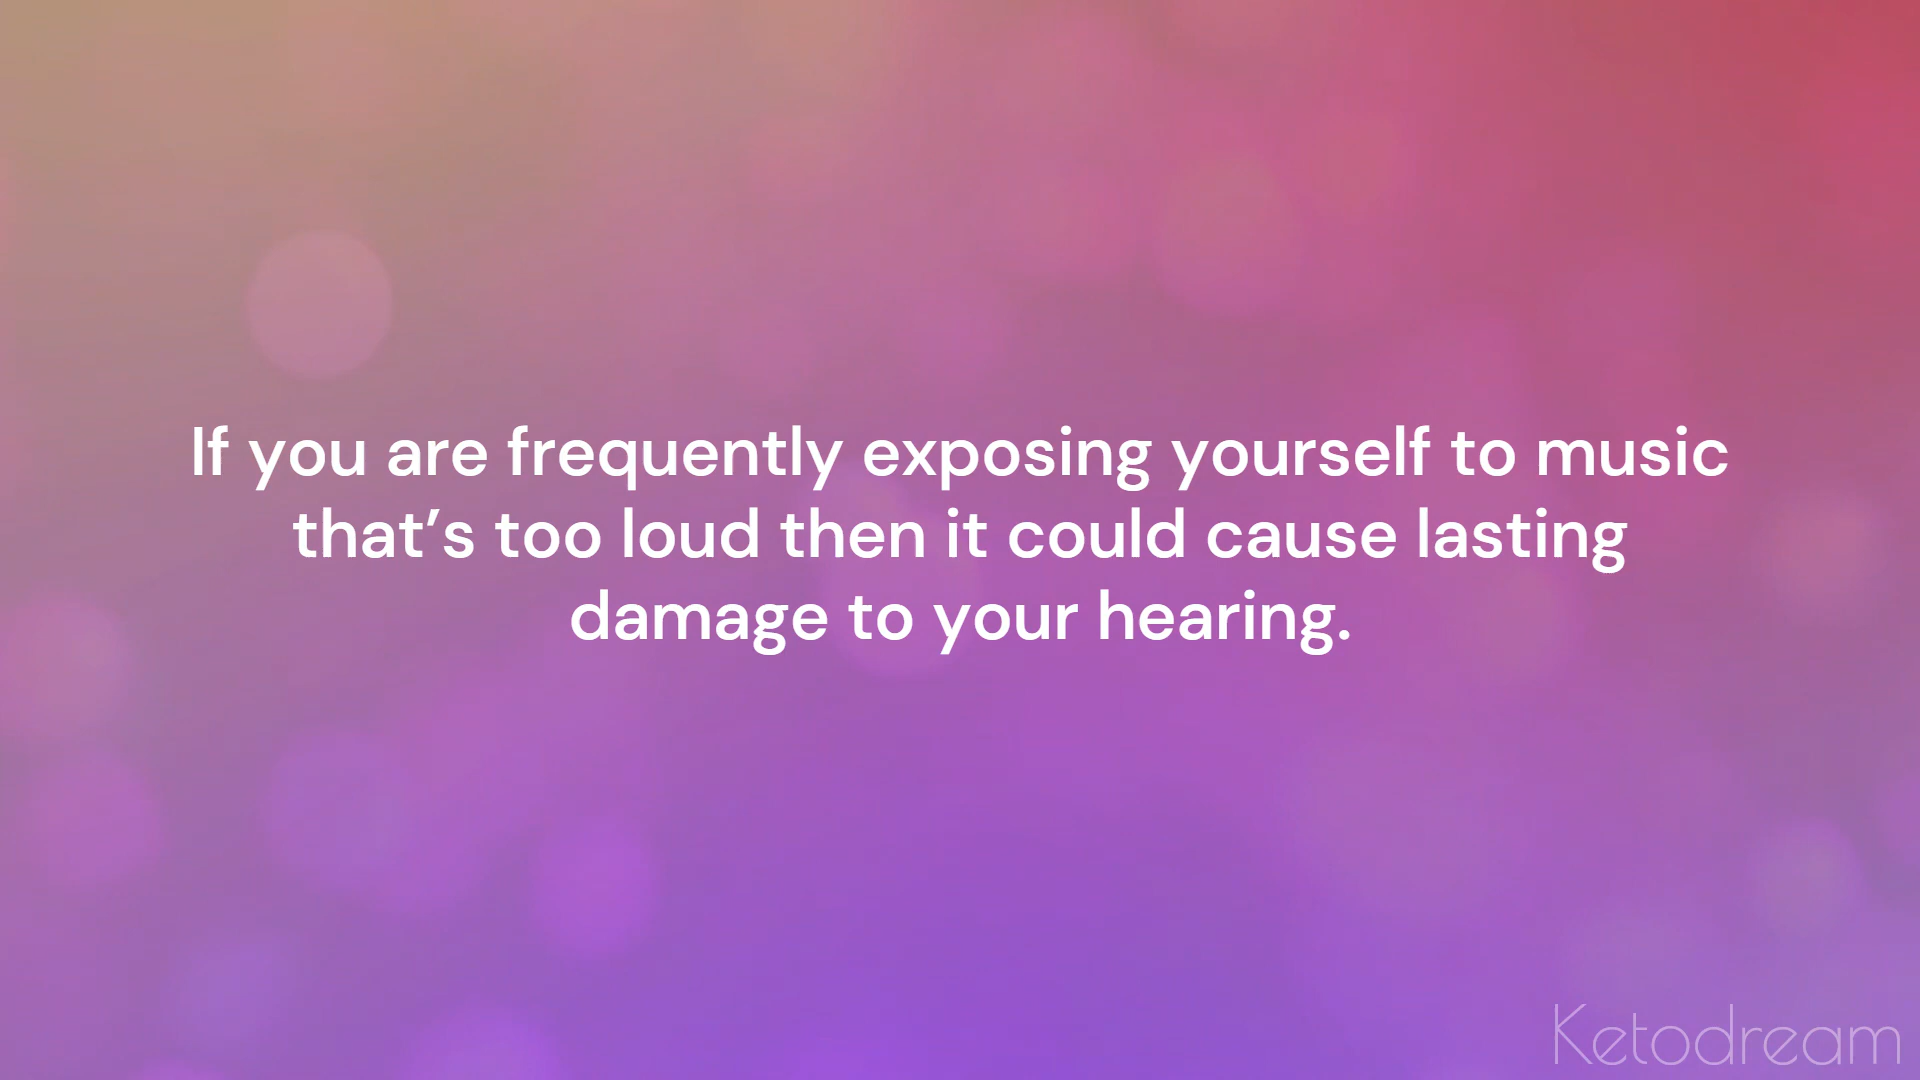 If you are frequently exposing yourself to music
that’s too loud then it could cause lasting
damage to your hearing.
Ketodream